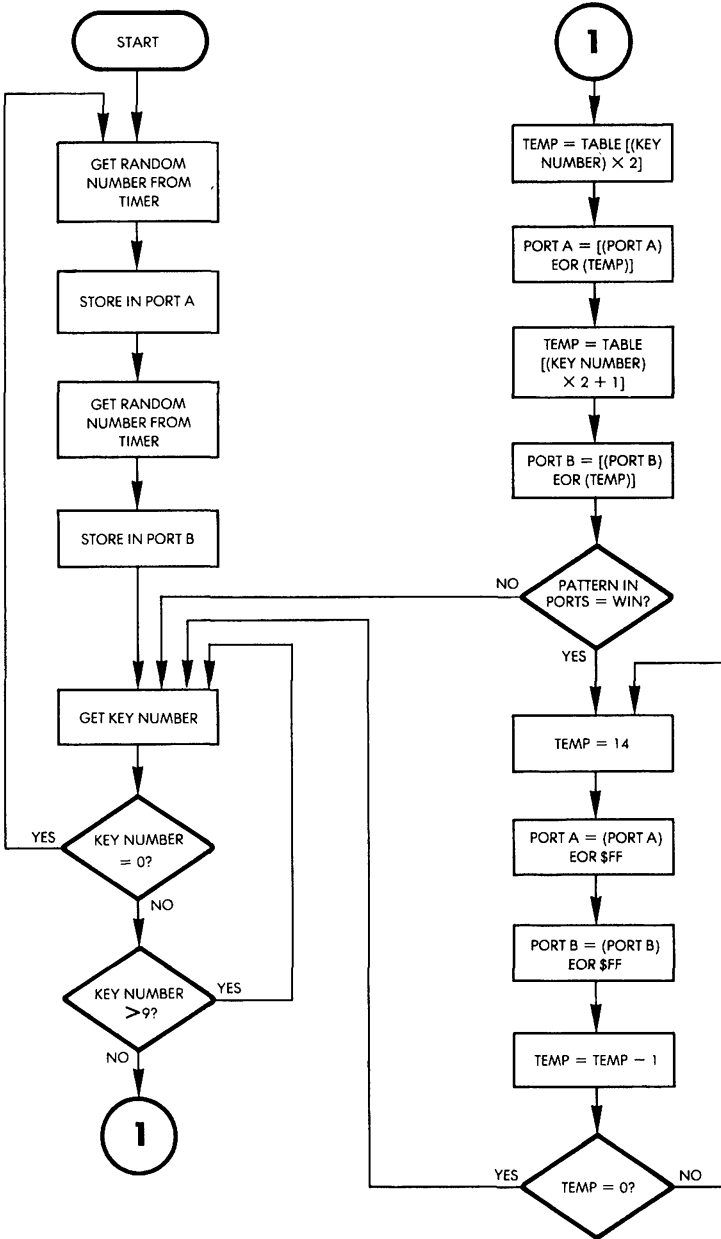 START
GET RANDOM
NUMBER FROM
TIMER
STORE IN PORT A
GET RANDOM
NUMBER FROM
TIMER
STORE IN PORT B
GET KEY NUMBER
KEY NUMBER
= 0?
YES
NO
KEY NUMBER
>9?
YES
NO
1
1
TEMP = TABLE [(KEY
NUMBER) × 2]
PORT A = [(PORT A)
EOR (TEMP)]
TEMP = TABLE
[(KEY NUMBER)
× 2 + 1]
PORT B = [(PORT B)
EOR (TEMP)]
NO
PATTERN IN
PORTS = WIN?
YES
TEMP = 14
PORT A = (PORT A)
EOR $FF
PORT B = (PORT B)
EOR $FF
TEMP = TEMP − 1
YES
TEMP = 0?
NO